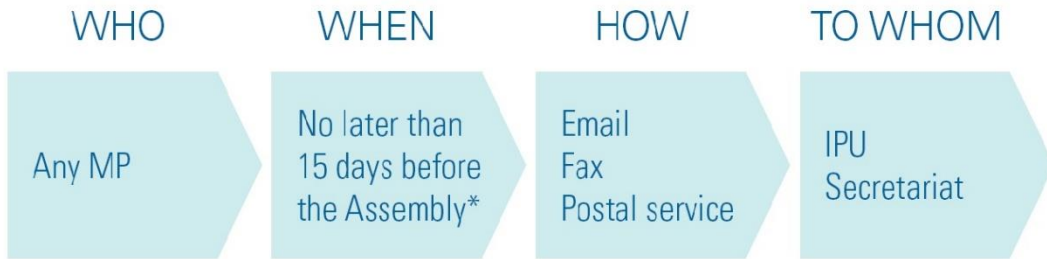 WHO
Any MP
WHEN
No later than
15 days before
the Assembly*
HOW
Email
Fax
Postal service
TO WHOM
IPU
Secretariat